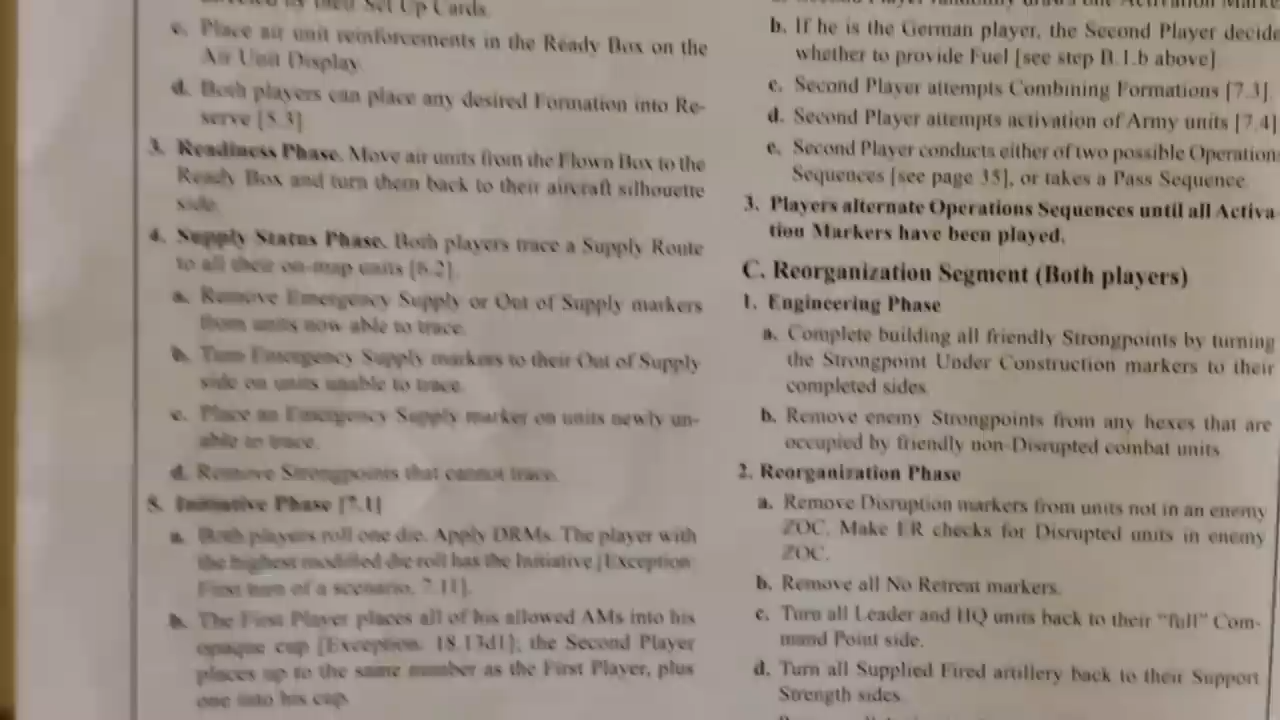 Set Up Cards.
c. Place air unit reinforcements in the Ready Box on the
Air Unit Display.
d. Both players can place any desired Formation into Re-
serve [5.3]
3. Readiness Phase. Move air units from the Flown Box to the
Ready Box and turn them back to their aircraft silhouette
side.
4. Supply Status Phase. Both players trace a Supply Route
to all their on-map units [6.2].
a. Remove Emergency Supply or Out of Supply markers
from units now able to trace.
b. Turn Emergency Supply markers to their Out of Supply
side on units unable to trace.
c. Place an Emergency Supply marker on units newly un-
able to trace.
d. Remove Strongpoints that cannot trace.
5. Initiative Phase [7.1]
a. Both players roll one die. Apply DRMs. The player with
the highest modified die roll has the Initiative [Exception:
First turn of a scenario, 7.11].
b. The First Player places all of his allowed AMs into his
opaque cup [Exception: 18.13d1]; the Second Player
places up to the same number as the First Player, plus
one into his cup.
b. If he is the German player, the Second Player decide
whether to provide Fuel [see step B.1.b above]
c. Second Player attempts Combining Formations [7.3].
d. Second Player attempts activation of Army units [7.4]
e. Second Player conducts either of two possible Operation
Sequences [see page 35], or takes a Pass Sequence.
3. Players alternate Operations Sequences until all Activa-
tion Markers have been played.
C. Reorganization Segment (Both players)
1. Engineering Phase
a. Complete building all friendly Strongpoints by turning
the Strongpoint Under Construction markers to their
completed sides.
b. Remove enemy Strongpoints from any hexes that are
occupied by friendly non-Disrupted combat units
2. Reorganization Phase
a. Remove Disruption markers from units not in an enemy
ZOC. Make ER checks for Disrupted units in enemy
ZOC.
b. Remove all No Retreat markers.
c. Turn all Leader and HQ units back to their "full" Com-
mand Point side.
d. Turn all Supplied Fired artillery back to their Support
Strength sides.